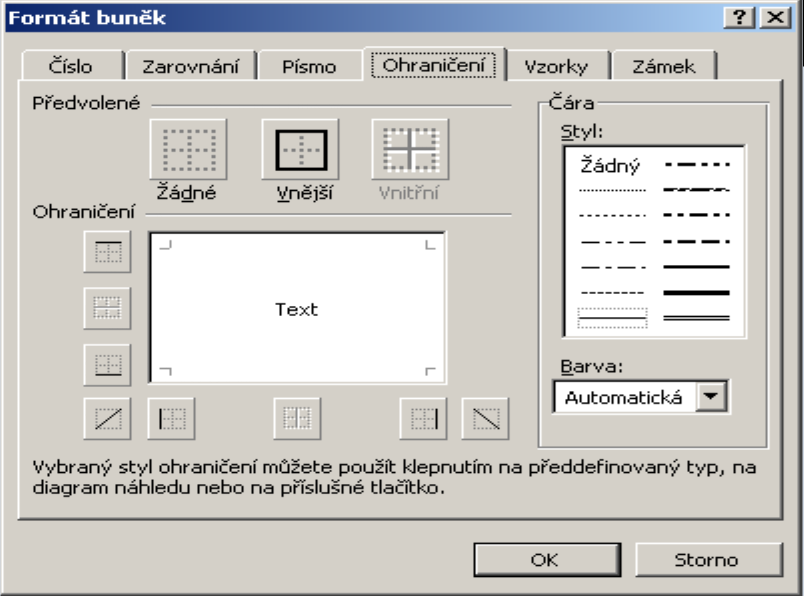 Formát buněk
Číslo Zarovnání Písmo Ohraničení Vzorky Zámek
Předvolené
Žádné Vnější Vnitřní
Ohraničení
Text
Čára
Styl:
Žádný
Barva:
Automatická
Vybraný styl ohraničení můžete použít klepnutím na předdefinovaný typ, na
diagram náhledu nebo na příslušné tlačítko.
OK Storno